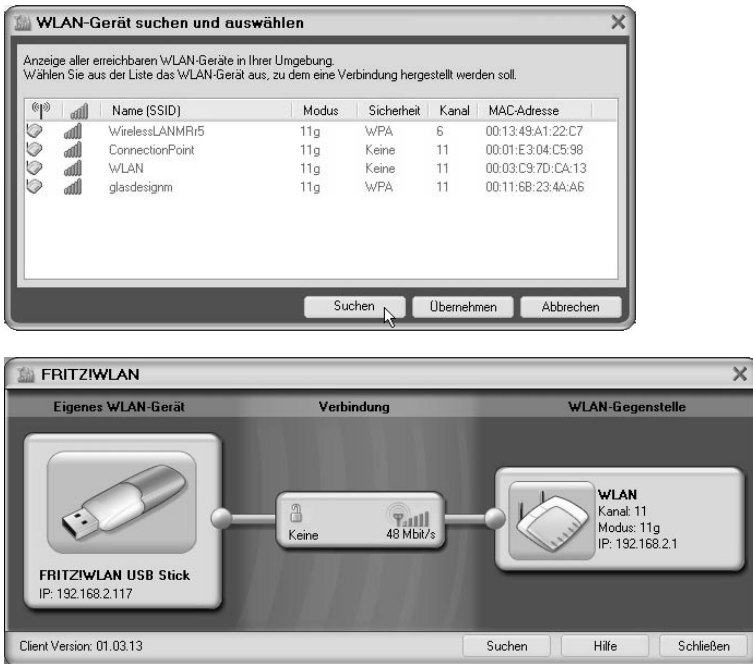 WLAN-Gerät suchen und auswählen
Anzeige aller erreichbaren WLAN-Geräte in Ihrer Umgebung.
Wählen Sie aus der Liste das WLAN-Gerät aus, zu dem eine Verbindung hergestellt werden soll.
Name (SSID) Modus Sicherheit Kanal MAC-Adresse
WirelessLANMRr5 11g WPA 6 00:13:49:A1:22:C7
ConnectionPoint 11g Keine 11 00:01:E3:04:C5:98
WLAN 11g Keine 11 00:03:C9:7D:CA:13
glasdesignm 11g WPA 11 00:11:6B:23:4A:A6
Suchen Übernehmen Abbrechen
FRITZ!WLAN
Eigenes WLAN-Gerät Verbindung WLAN-Gegenstelle
WLAN
Kanal: 11
Modus: 11g
IP: 192.168.2.1
Keine 48 Mbit/s
FRITZ!WLAN USB Stick
IP: 192.168.2.117
Client Version: 01.03.13 Suchen Hilfe Schließen